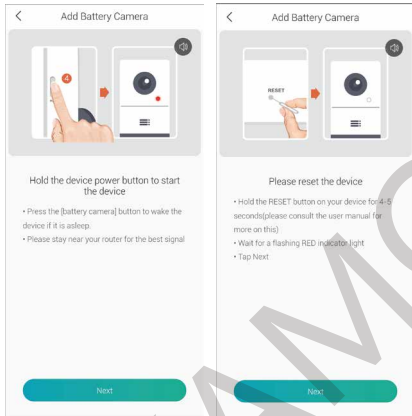 Add Battery Camera
4
Hold the device power button to start
the device
• Press the [battery camera] button to wake the
device if it is asleep.
• Please stay near your router for the best signal
Next
Add Battery Camera
RESET
Please reset the device
• Hold the RESET button on your device for 4-5
seconds(please consult the user manual for
more on this)
• Wait for a flashing RED indicator light
• Tap Next
Next